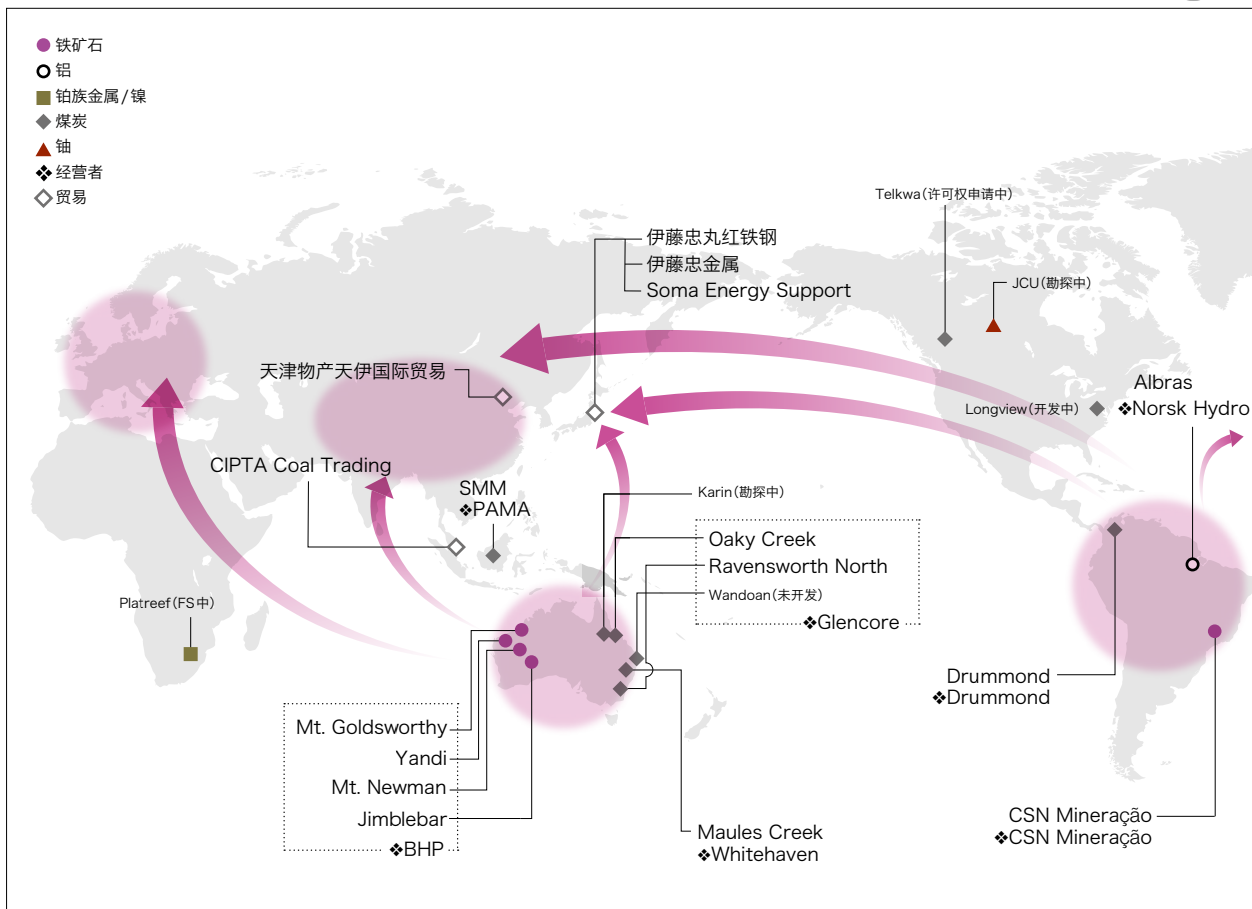 铁矿石
铝
铂族金属/镍
煤炭
铀
❖经营者
贸易
Telkwa(许可权申请中)
伊藤忠丸红铁钢
伊藤忠金属
Soma Energy Support
JCU(勘探中)
天津物产天伊国际贸易
Albras
Longview(开发中)
❖Norsk Hydro
CIPTA Coal Trading
SMM
❖PAMA
Karin(勘探中)
Oaky Creek
Ravensworth North
Wandoan(未开发)
❖Glencore
Platreef(FS中)
Drummond
❖Drummond
Mt. Goldsworthy
Yandi
Mt. Newman
Jimblebar
❖BHP
Maules Creek
❖Whitehaven
CSN Mineração
❖CSN Mineração